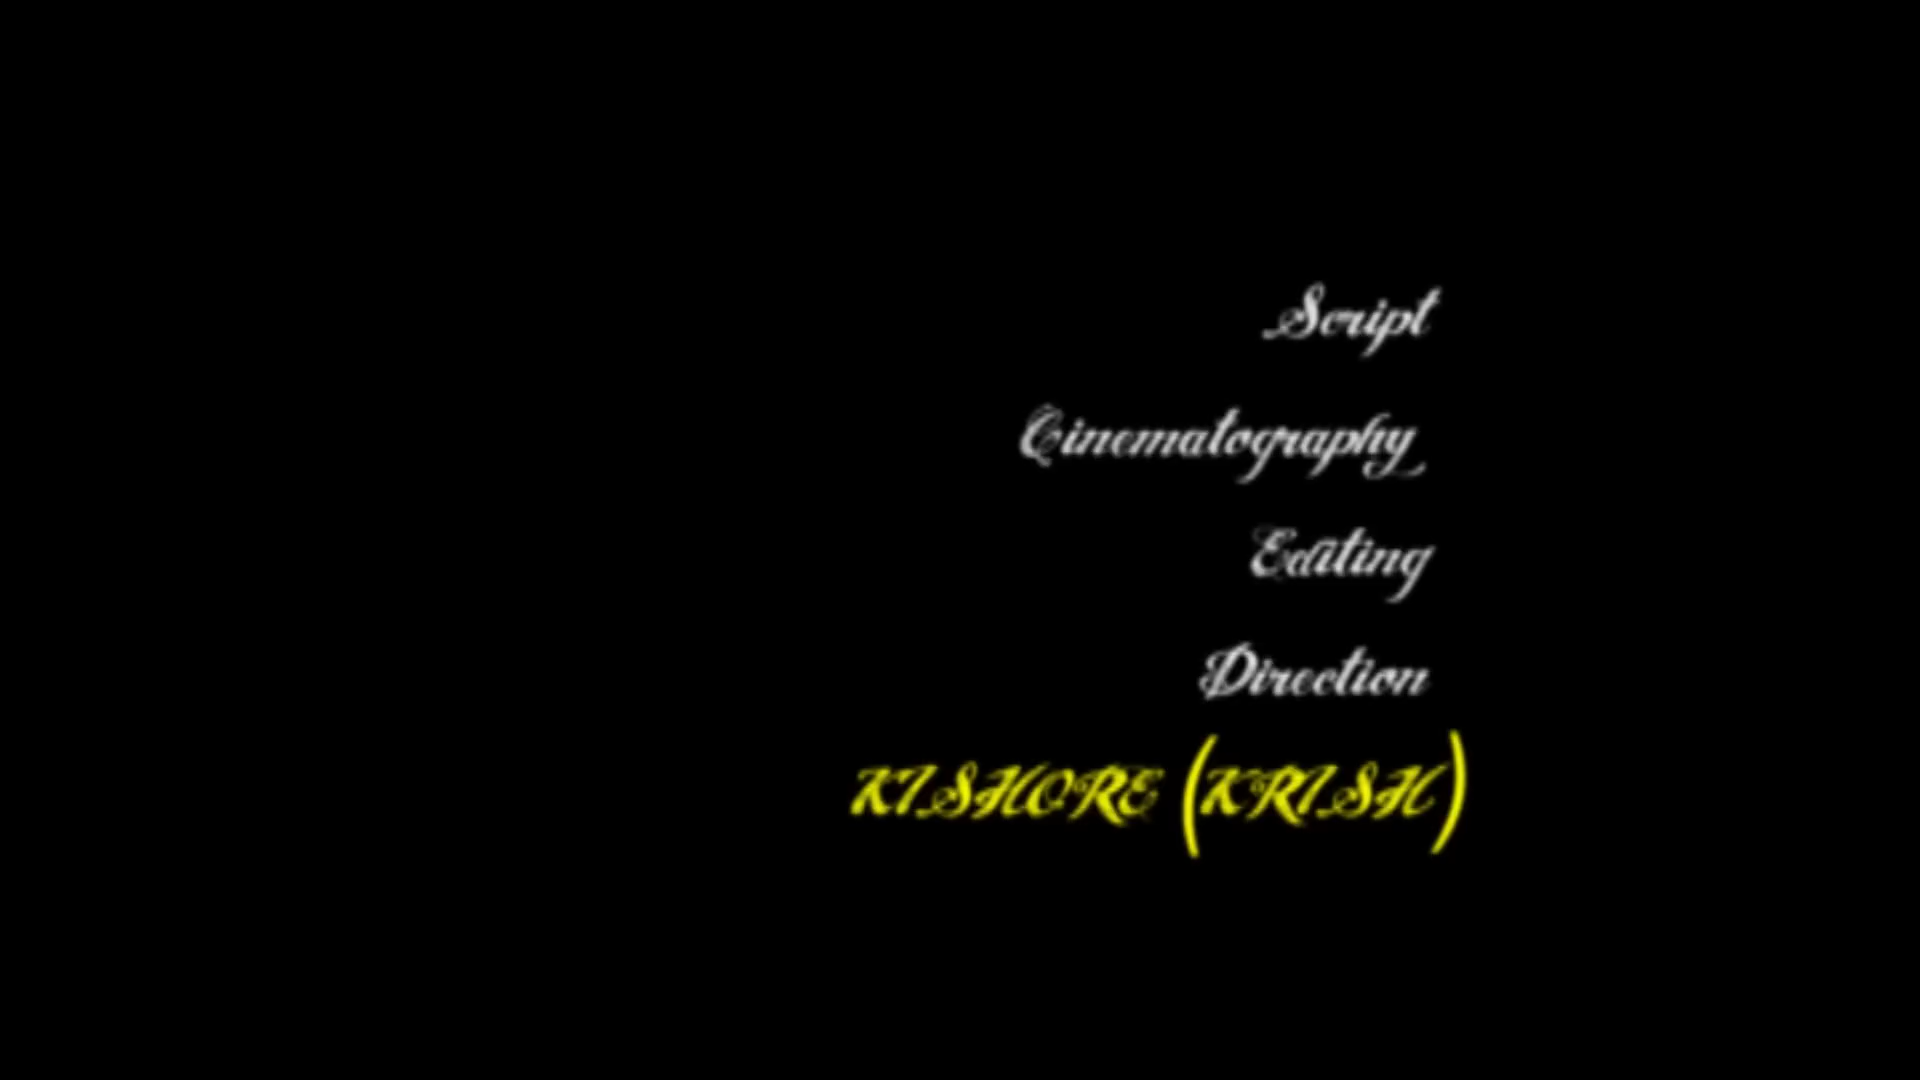 Script
Cinematography
Editing
Direction
KISHORE (KRISH)